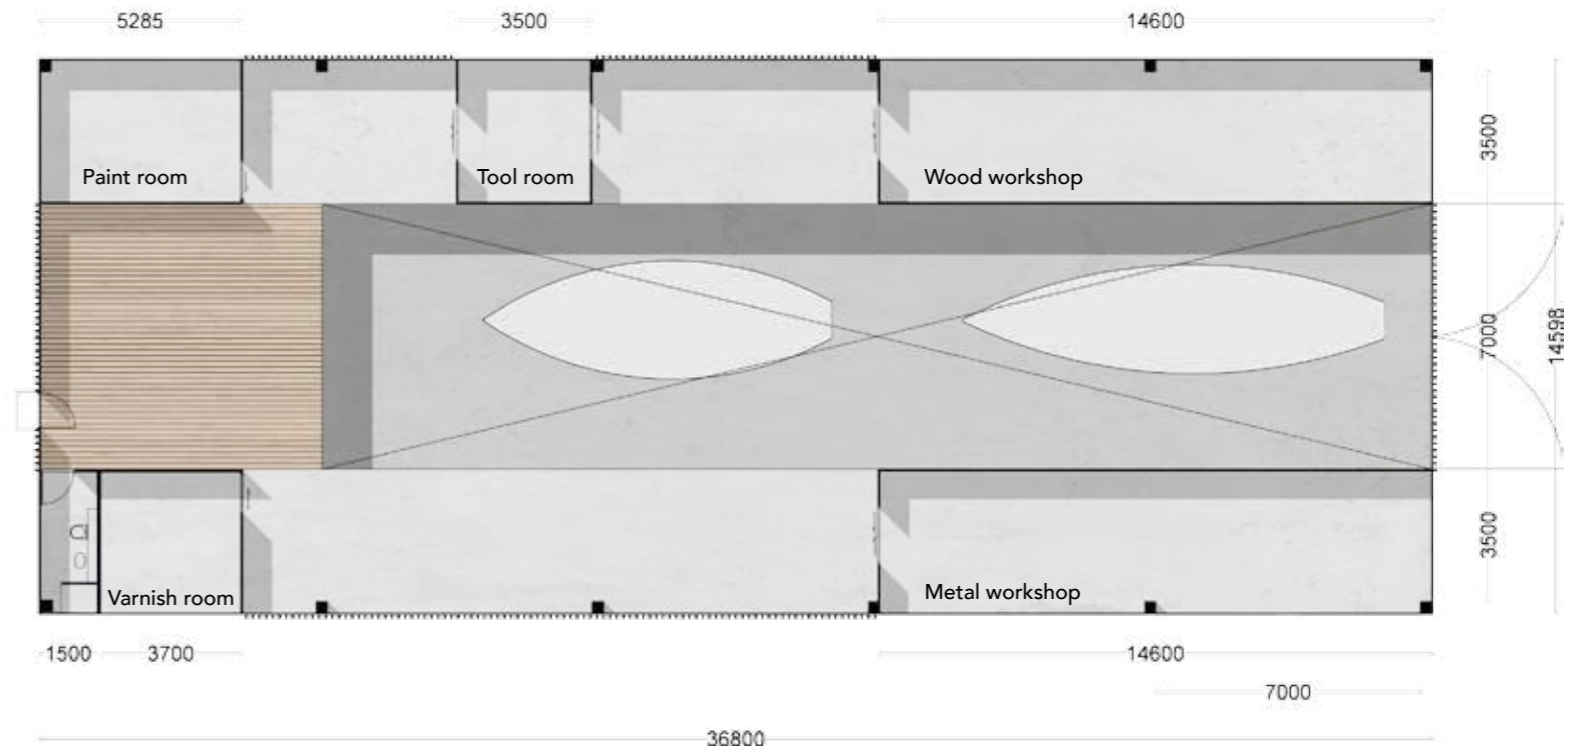 5285
3500
14600
3500
Paint room
Tool room
Wood workshop
7000
14598
3500
Varnish room
Metal workshop
1500
3700
14600
7000
36800